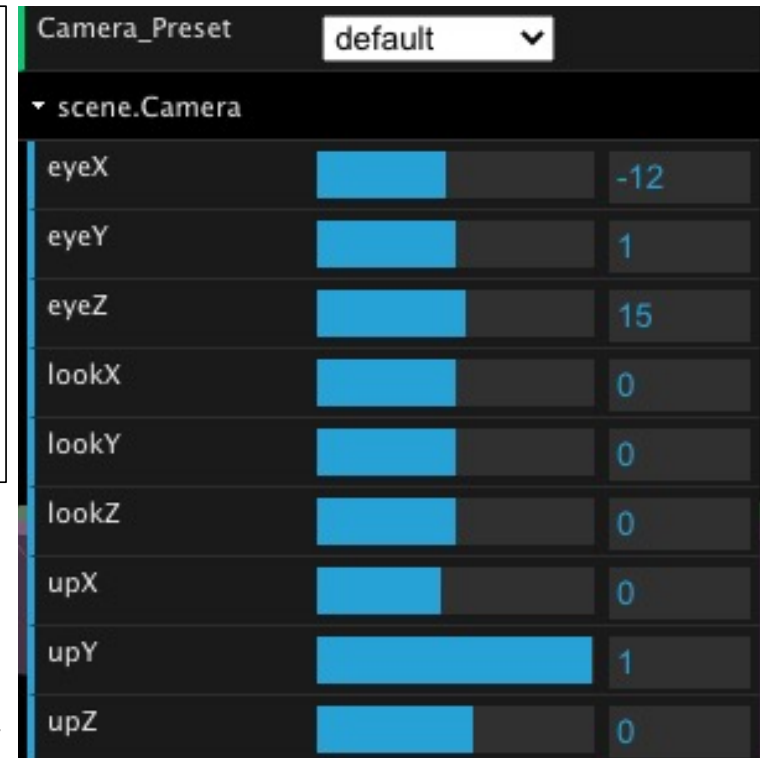 Camera_Preset default
scene.Camera
eyeX -12
eyeY 1
eyeZ 15
lookX 0
lookY 0
lookZ 0
upX 0
upY 1
upZ 0